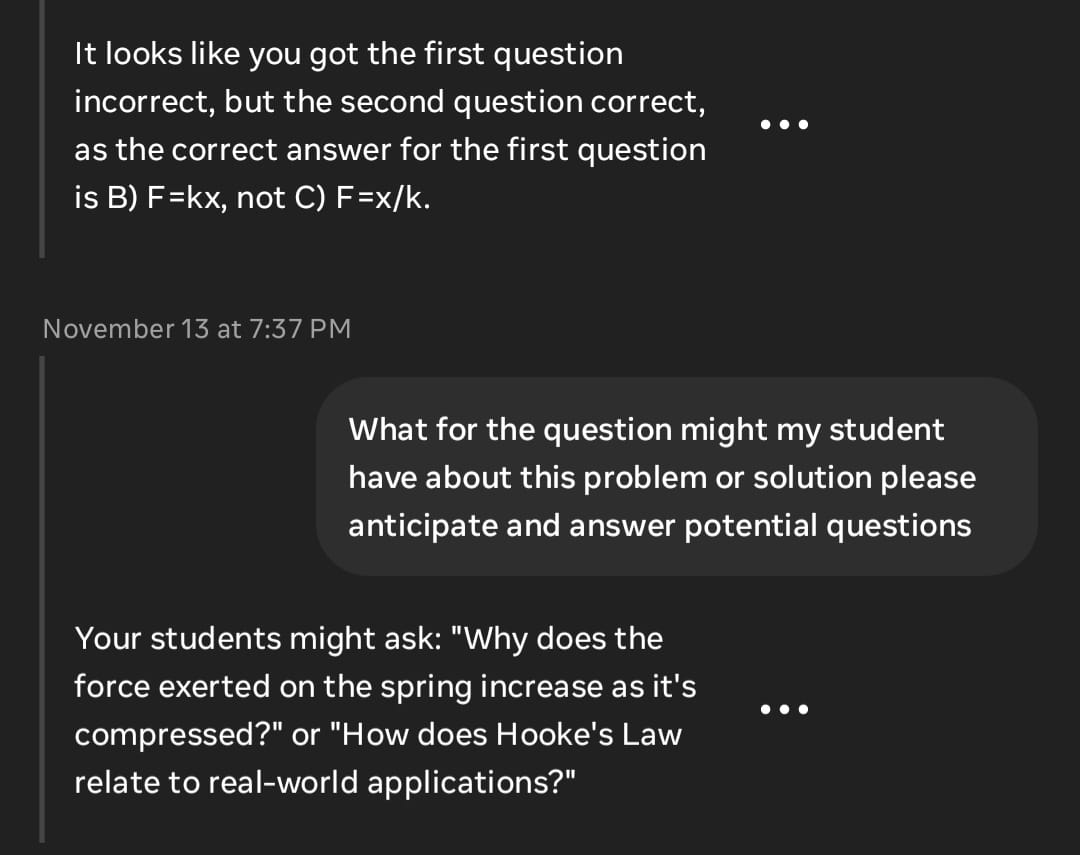 It looks like you got the first question
incorrect, but the second question correct,
as the correct answer for the first question
is B) F=kx, not C) F=x/k.
November 13 at 7:37 PM
What for the question might my student
have about this problem or solution please
anticipate and answer potential questions
Your students might ask: "Why does the
force exerted on the spring increase as it's
compressed?" or "How does Hooke's Law
relate to real-world applications?"